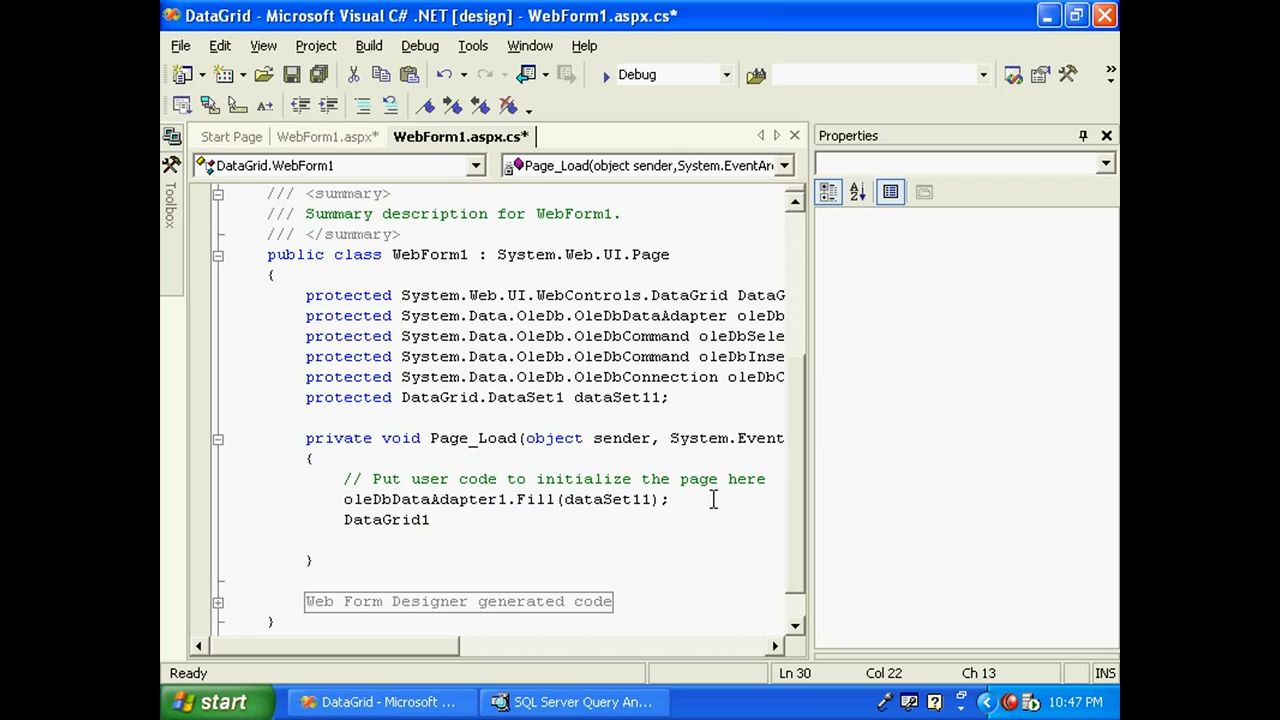 DataGrid - Microsoft Visual C# .NET [design] - WebForm1.aspx.cs*
File Edit View Project Build Debug Tools Window Help
Debug
Start Page WebForm1.aspx* WebForm1.aspx.cs*
Properties
DataGrid.WebForm1
Page_Load(object sender,System.EventAr
Toolbox
/// <summary>
/// Summary description for WebForm1.
/// </summary>
public class WebForm1 : System.Web.UI.Page
{
protected System.Web.UI.WebControls.DataGrid DataG
protected System.Data.OleDb.OleDbDataAdapter oleDb
protected System.Data.OleDb.OleDbCommand oleDbSele
protected System.Data.OleDb.OleDbCommand oleDbInse
protected System.Data.OleDb.OleDbConnection oleDbC
protected DataGrid.DataSet1 dataSet11;
private void Page_Load(object sender, System.Event
{
// Put user code to initialize the page here
oleDbDataAdapter1.Fill(dataSet11);
DataGrid1
}
Web Form Designer generated code
}
Ready
Ln 30 Col 22 Ch 13 INS
start
DataGrid - Microsoft ...
SQL Server Query An...
10:47 PM